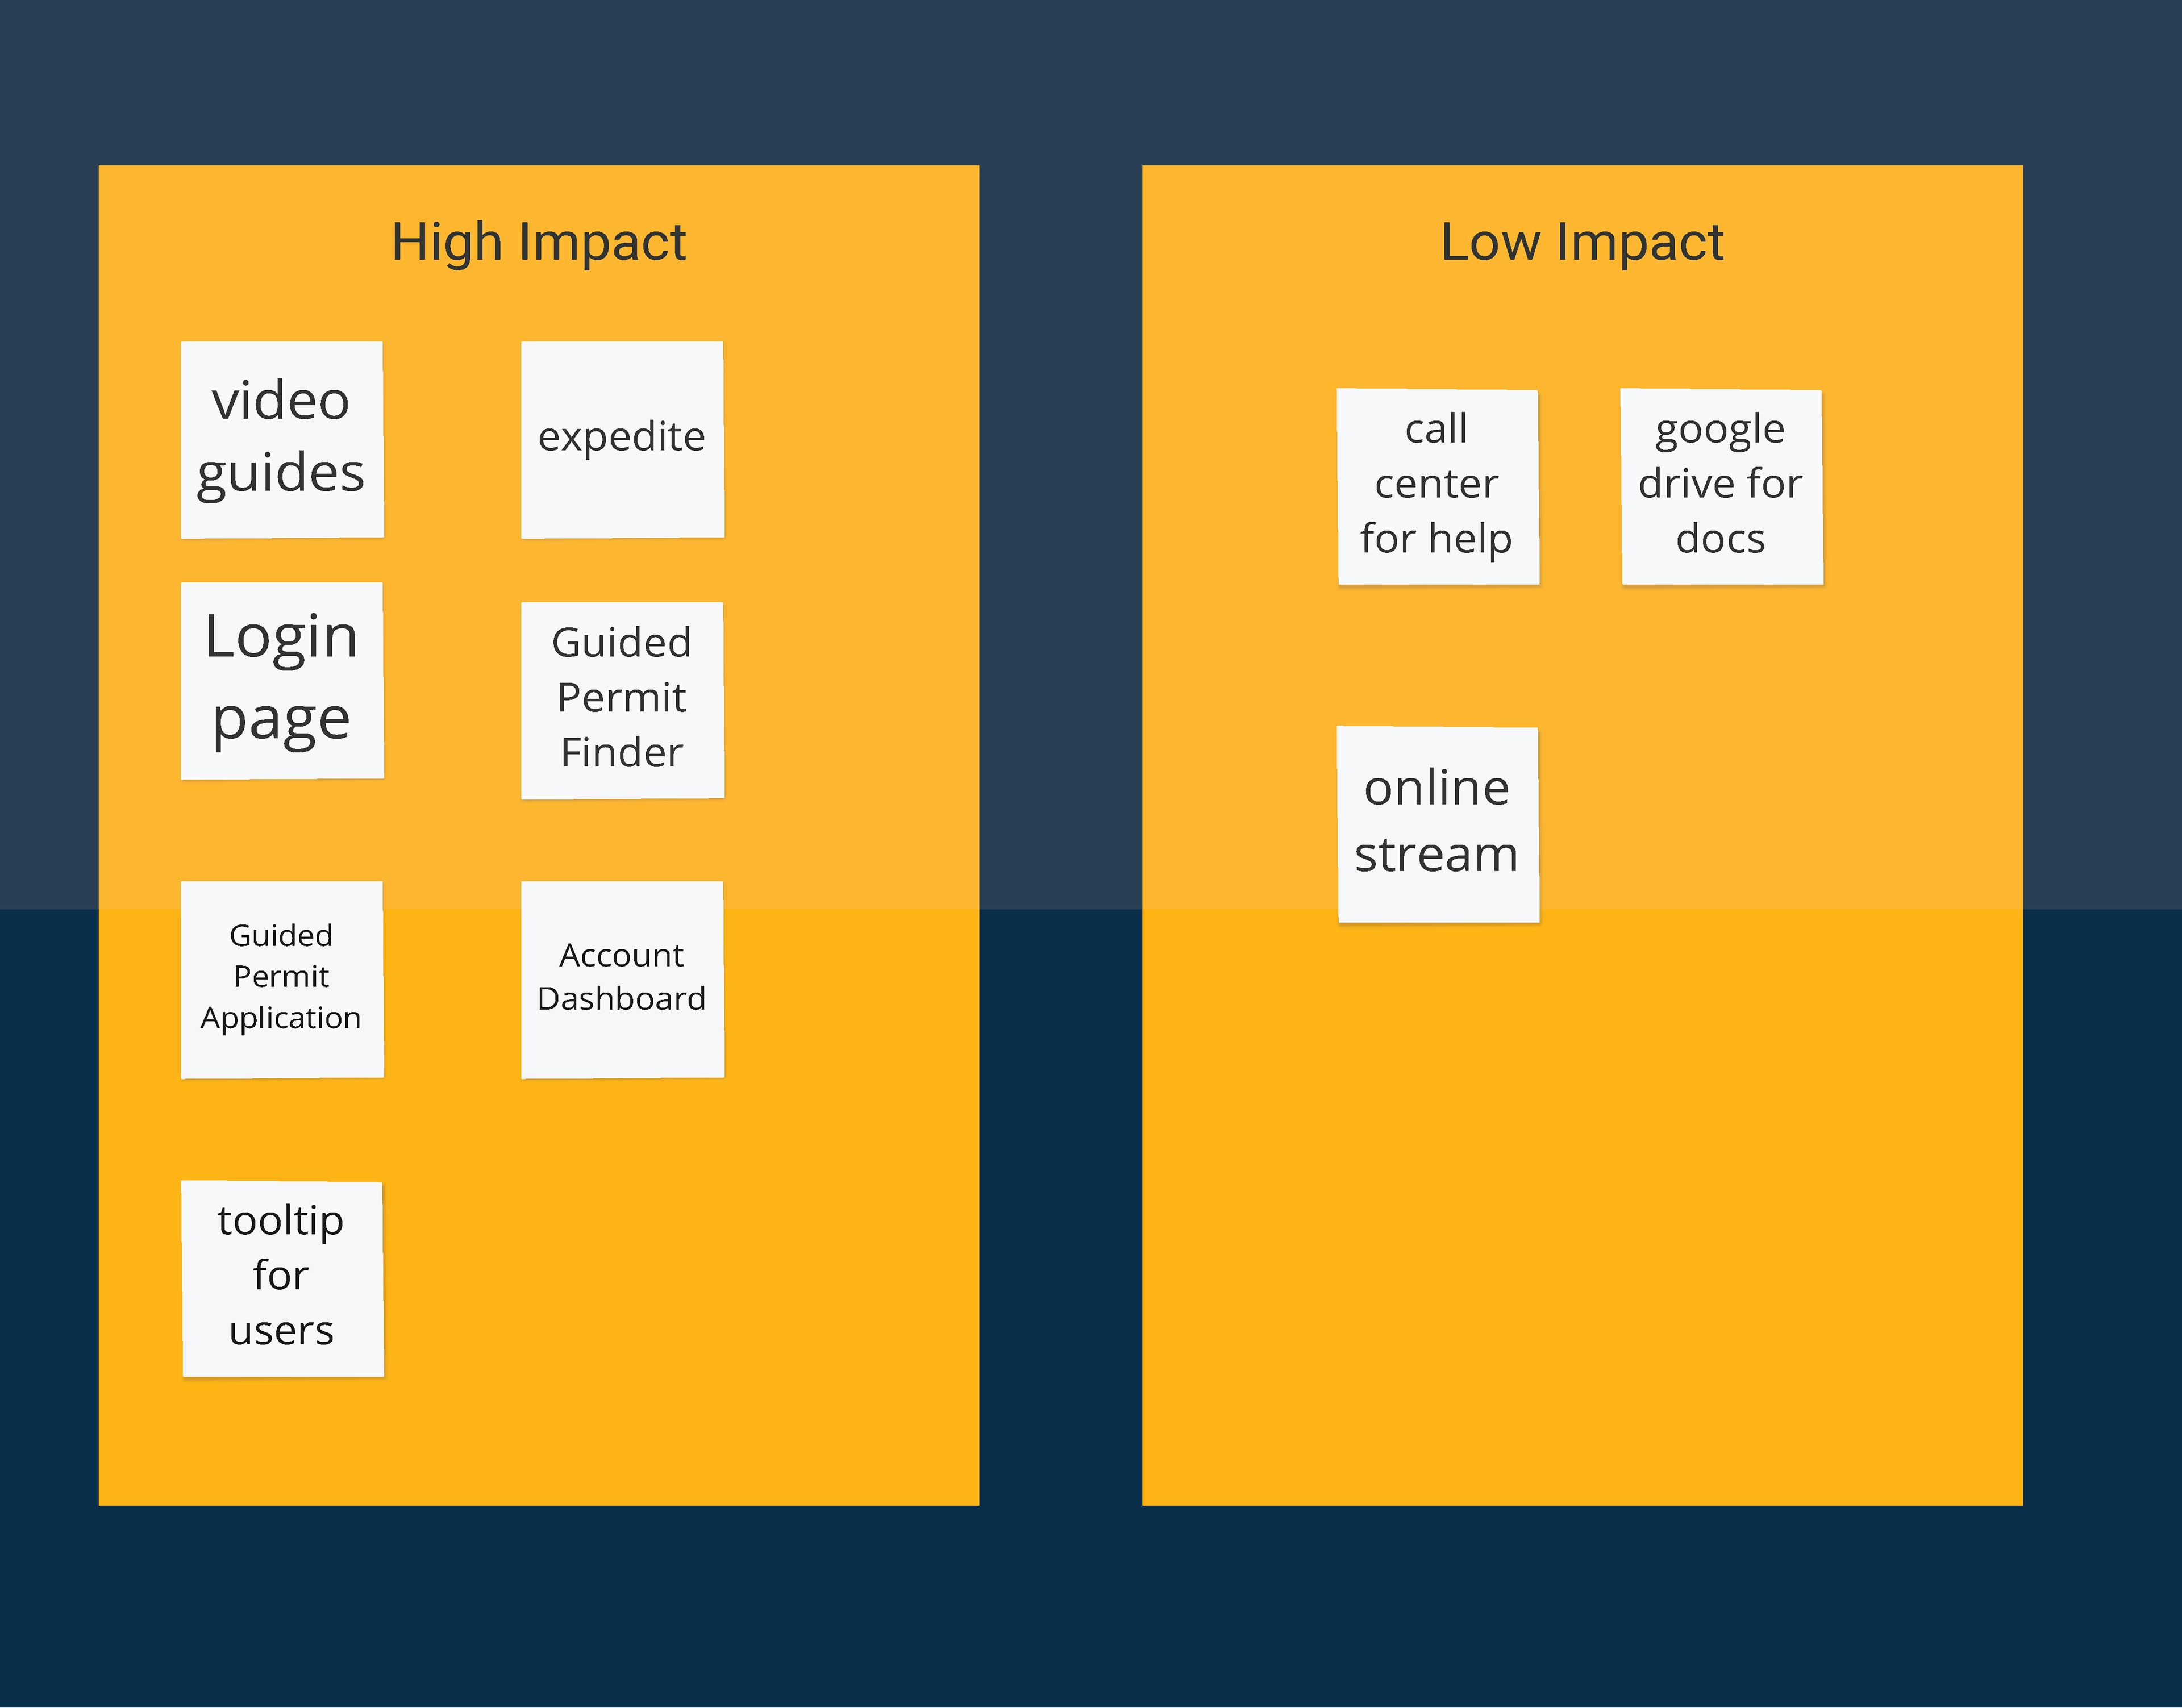 High Impact
video
guides
expedite
Login
page
Guided
Permit
Finder
Guided
Permit
Application
Account
Dashboard
tooltip
for
users
Low Impact
call
center
for help
google
drive for
docs
online
stream